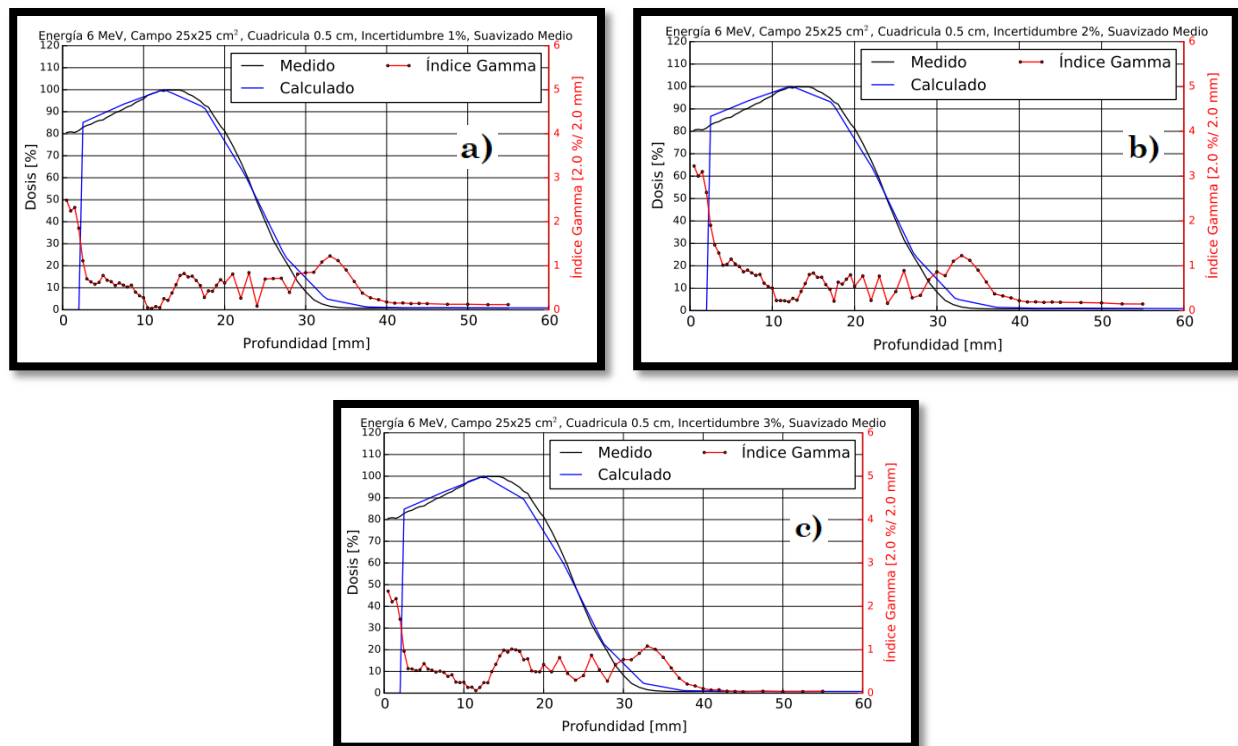 Energía 6 MeV, Campo 25x25 cm², Cuadricula 0.5 cm, Incertidumbre 1%, Suavizado Medio
120
110
100
90
80
70
60
50
40
30
20
10
0
Dosis [%]
Medido
Calculado
Índice Gamma
a)
6
5
4
3
2
1
0
Índice Gamma [2.0 %/ 2.0 mm]
0 10 20 30 40 50 60
Profundidad [mm]
Energía 6 MeV, Campo 25x25 cm², Cuadricula 0.5 cm, Incertidumbre 2%, Suavizado Medio
120
110
100
90
80
70
60
50
40
30
20
10
0
Dosis [%]
Medido
Calculado
Índice Gamma
b)
6
5
4
3
2
1
0
Índice Gamma [2.0 %/ 2.0 mm]
0 10 20 30 40 50 60
Profundidad [mm]
Energía 6 MeV, Campo 25x25 cm², Cuadricula 0.5 cm, Incertidumbre 3%, Suavizado Medio
120
110
100
90
80
70
60
50
40
30
20
10
0
Dosis [%]
Medido
Calculado
Índice Gamma
c)
6
5
4
3
2
1
0
Índice Gamma [2.0 %/ 2.0 mm]
0 10 20 30 40 50 60
Profundidad [mm]